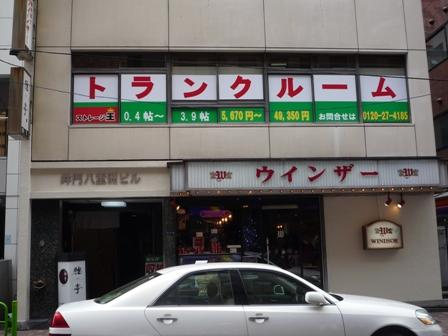 トランクルーム
ストレージ王 0.4帖～ 3.9帖 5,670円～ 49,350円 お問合せは 0120-27-4185
ウインザー
WINDSOR